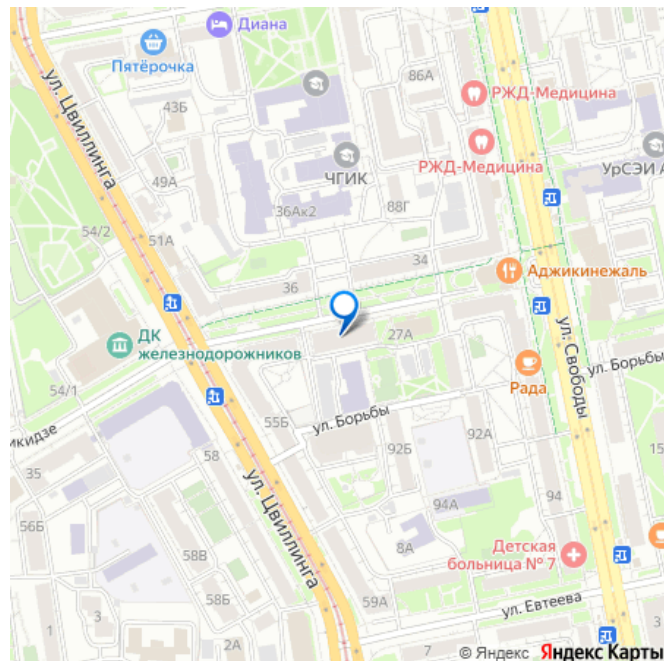 Диана
Пятёрочка
86А
РЖД-Медицина
43Б
ул. Цвиллинга
РЖД-Медицина
УрСЭИ А
ЧГИК
49А
36Ак2
88Г
54/2
51А
34
Аджикинежаль
36
ДК
железнодорожников
27А
ул. Свободы
Рада
ул. Борьбы
54/1
55Б
ул. Борьбы
икидзе
35
58
92Б
92А
15
56Б
ул. Цвиллинга
94А
94
58В
8А
Детская
больница № 7
58Б
59А
ул. Евтеева
1
3
2А
7
5
© Яндекс Яндекс Карты